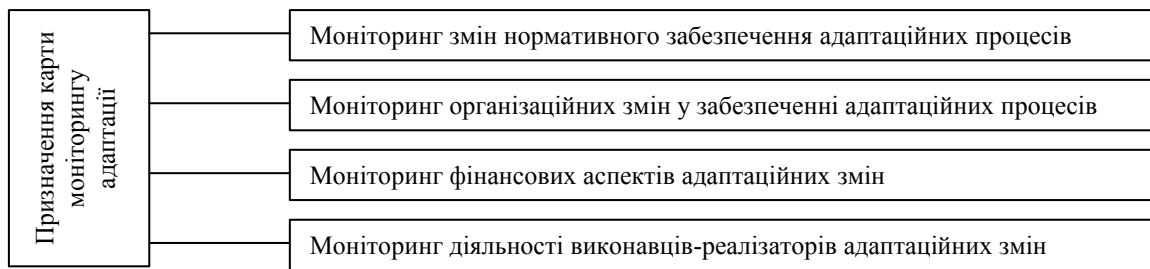 Призначення карти
моніторингу
адаптації
Моніторинг змін нормативного забезпечення адаптаційних процесів
Моніторинг організаційних змін у забезпеченні адаптаційних процесів
Моніторинг фінансових аспектів адаптаційних змін
Моніторинг діяльності виконавців-реалізаторів адаптаційних змін